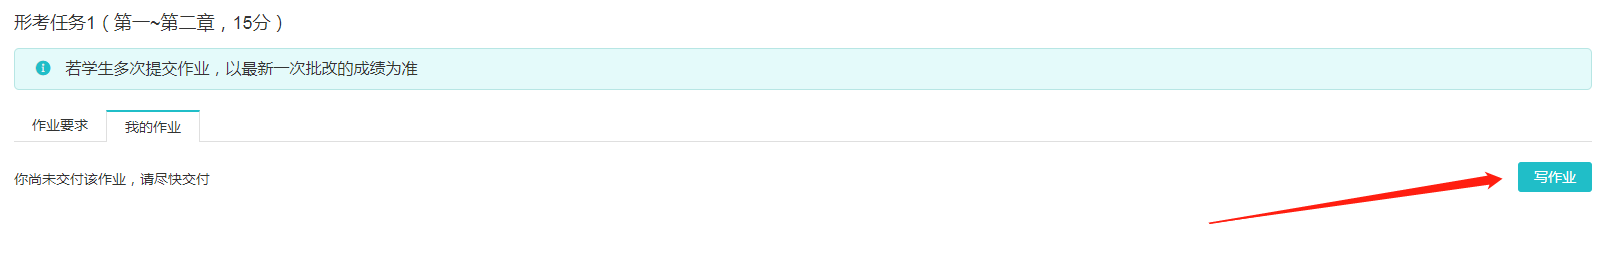 形考任务1（第一~第二章，15分）
若学生多次提交作业，以最新一次批改的成绩为准
作业要求
我的作业
你尚未交付该作业，请尽快交付
写作业